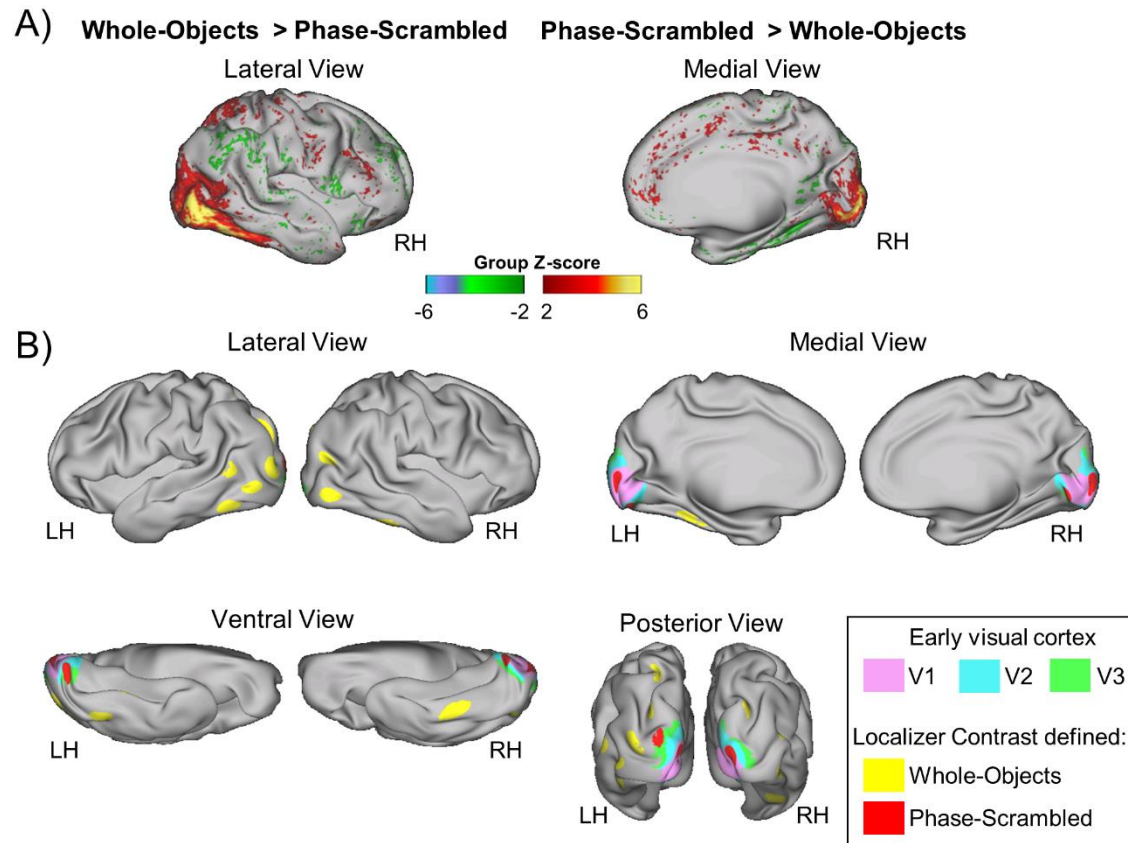 A)
Whole-Objects > Phase-Scrambled
Phase-Scrambled > Whole-Objects
Lateral View
Medial View
RH
RH
Group Z-score
-6
-2
2
6
B)
Lateral View
Medial View
LH
RH
LH
RH
Ventral View
Posterior View
LH
RH
LH
RH
Early visual cortex
V1
V2
V3
Localizer Contrast defined:
Whole-Objects
Phase-Scrambled